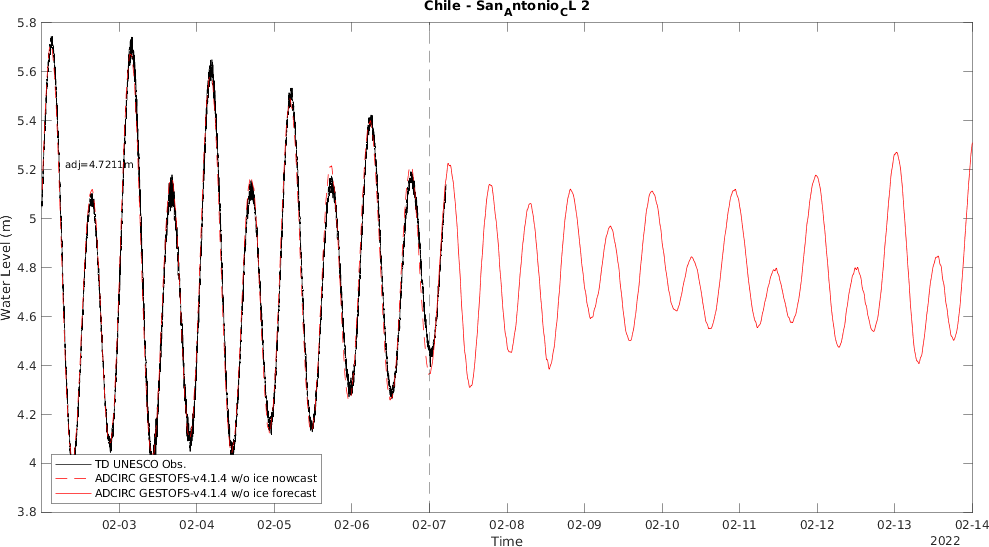 Chile - SanAntonioCL 2
5.8
5.6
5.4
5.2
5
4.8
4.6
4.4
4.2
4
3.8
Water Level (m)
adj=4.7211m
TD UNESCO Obs.
ADCIRC GESTOFS-v4.1.4 w/o ice nowcast
ADCIRC GESTOFS-v4.1.4 w/o ice forecast
02-03 02-04 02-05 02-06 02-07 02-08 02-09 02-10 02-11 02-12 02-13 02-14
Time
2022